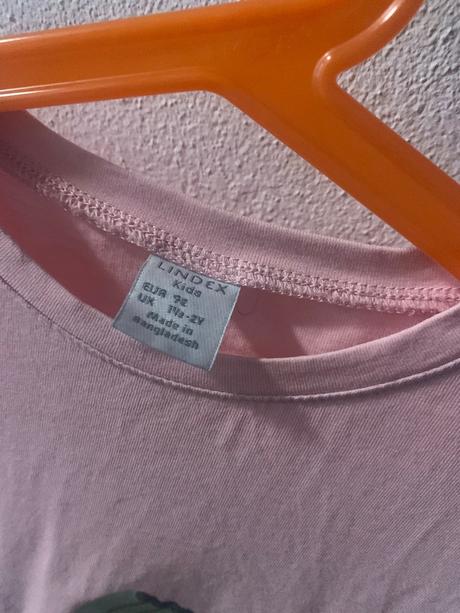 LINDEX
Kids
EUR 92
UK 1½-2Y
Made in
Bangladesh